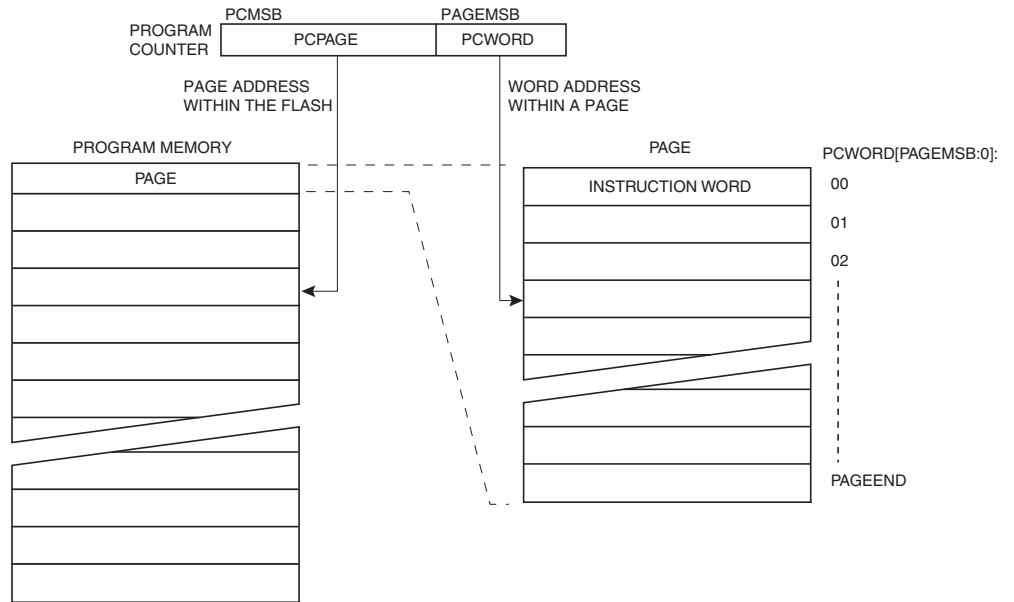 PCMSB PAGEMSB
PROGRAM
COUNTER
PCPAGE PCWORD
PAGE ADDRESS
WITHIN THE FLASH
WORD ADDRESS
WITHIN A PAGE
PROGRAM MEMORY
PAGE
PAGE
INSTRUCTION WORD
PCWORD[PAGEMSB:0]:
00
01
02
PAGEEND